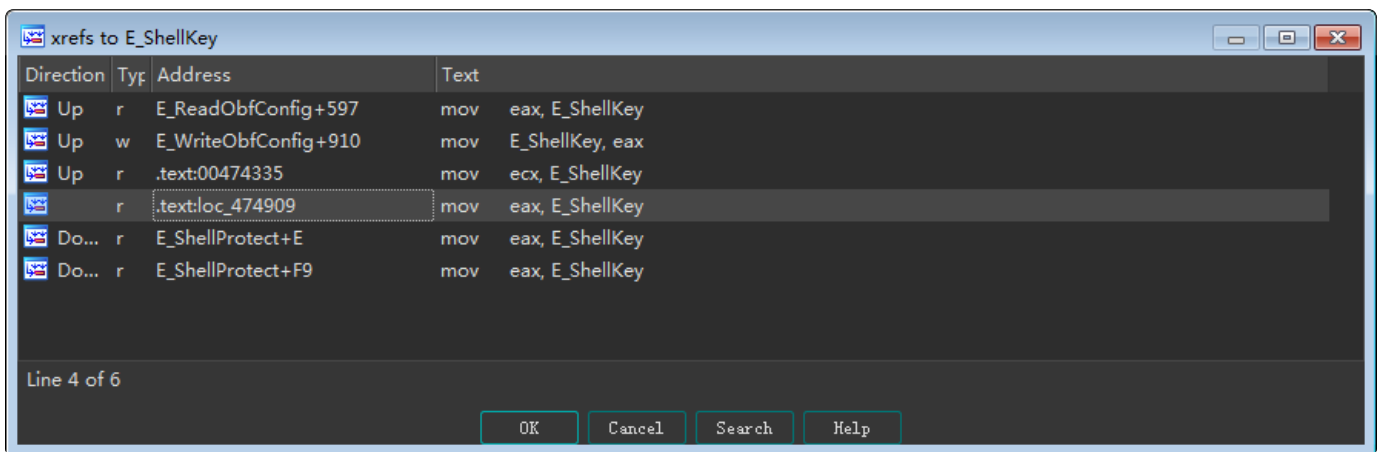 xrefs to E_ShellKey
Direction Typ Address Text
Up r E_ReadObfConfig+597 mov eax, E_ShellKey
Up w E_WriteObfConfig+910 mov E_ShellKey, eax
Up r .text:00474335 mov ecx, E_ShellKey
r .text:loc_474909 mov eax, E_ShellKey
Do... r E_ShellProtect+E mov eax, E_ShellKey
Do... r E_ShellProtect+F9 mov eax, E_ShellKey
Line 4 of 6
OK Cancel Search Help